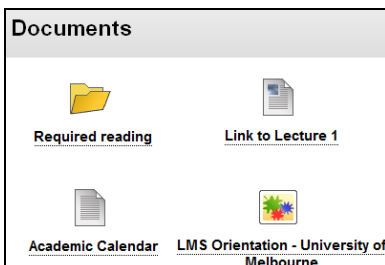 Documents
Required reading
Link to Lecture 1
Academic Calendar
LMS Orientation - University of
Melbourne